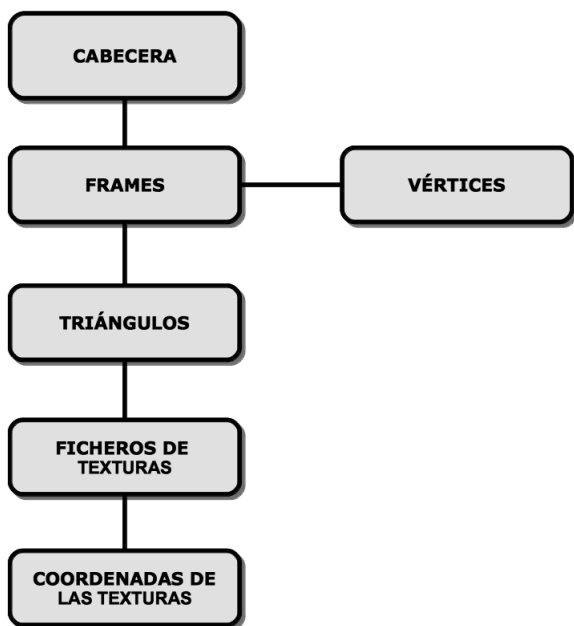 CABECERA
FRAMES
VÉRTICES
TRIÁNGULOS
FICHEROS DE
TEXTURAS
COORDENADAS DE
LAS TEXTURAS